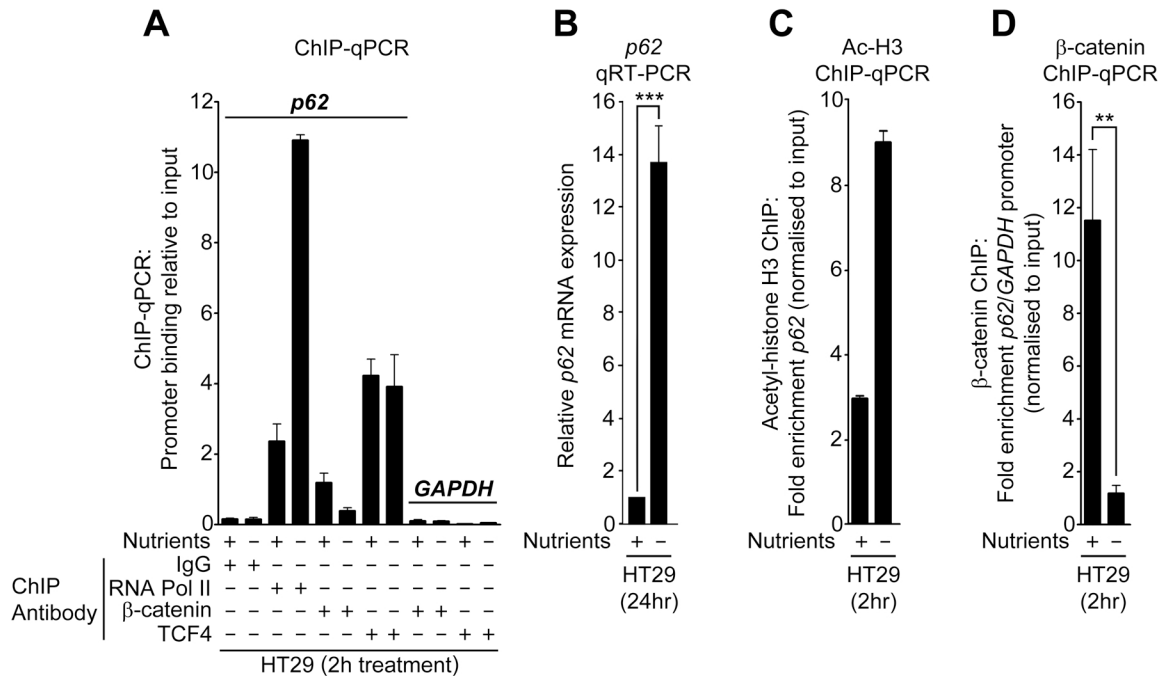 A
ChIP-qPCR
p62
GAPDH
ChIP-qPCR:
Promoter binding relative to input
12
10
8
6
4
2
0
Nutrients + − + − + − + − + − + −
ChIP
Antibody
IgG + + − − − − − − − − − −
RNA Pol II − − + + − − − − − − − −
β-catenin − − − − + + − − + + − −
TCF4 − − − − − − + + − − + +
HT29 (2h treatment)
B
p62
qRT-PCR
***
Relative p62 mRNA expression
16
14
12
10
8
6
4
2
1
0
Nutrients + −
HT29
(24hr)
C
Ac-H3
ChIP-qPCR
Acetyl-histone H3 ChIP:
Fold enrichment p62 (normalised to input)
10
8
6
4
2
0
Nutrients + −
HT29
(2hr)
D
β-catenin
ChIP-qPCR
**
β-catenin ChIP:
Fold enrichment p62/GAPDH promoter
(normalised to input)
16
14
12
10
8
6
4
2
0
Nutrients + −
HT29
(2hr)